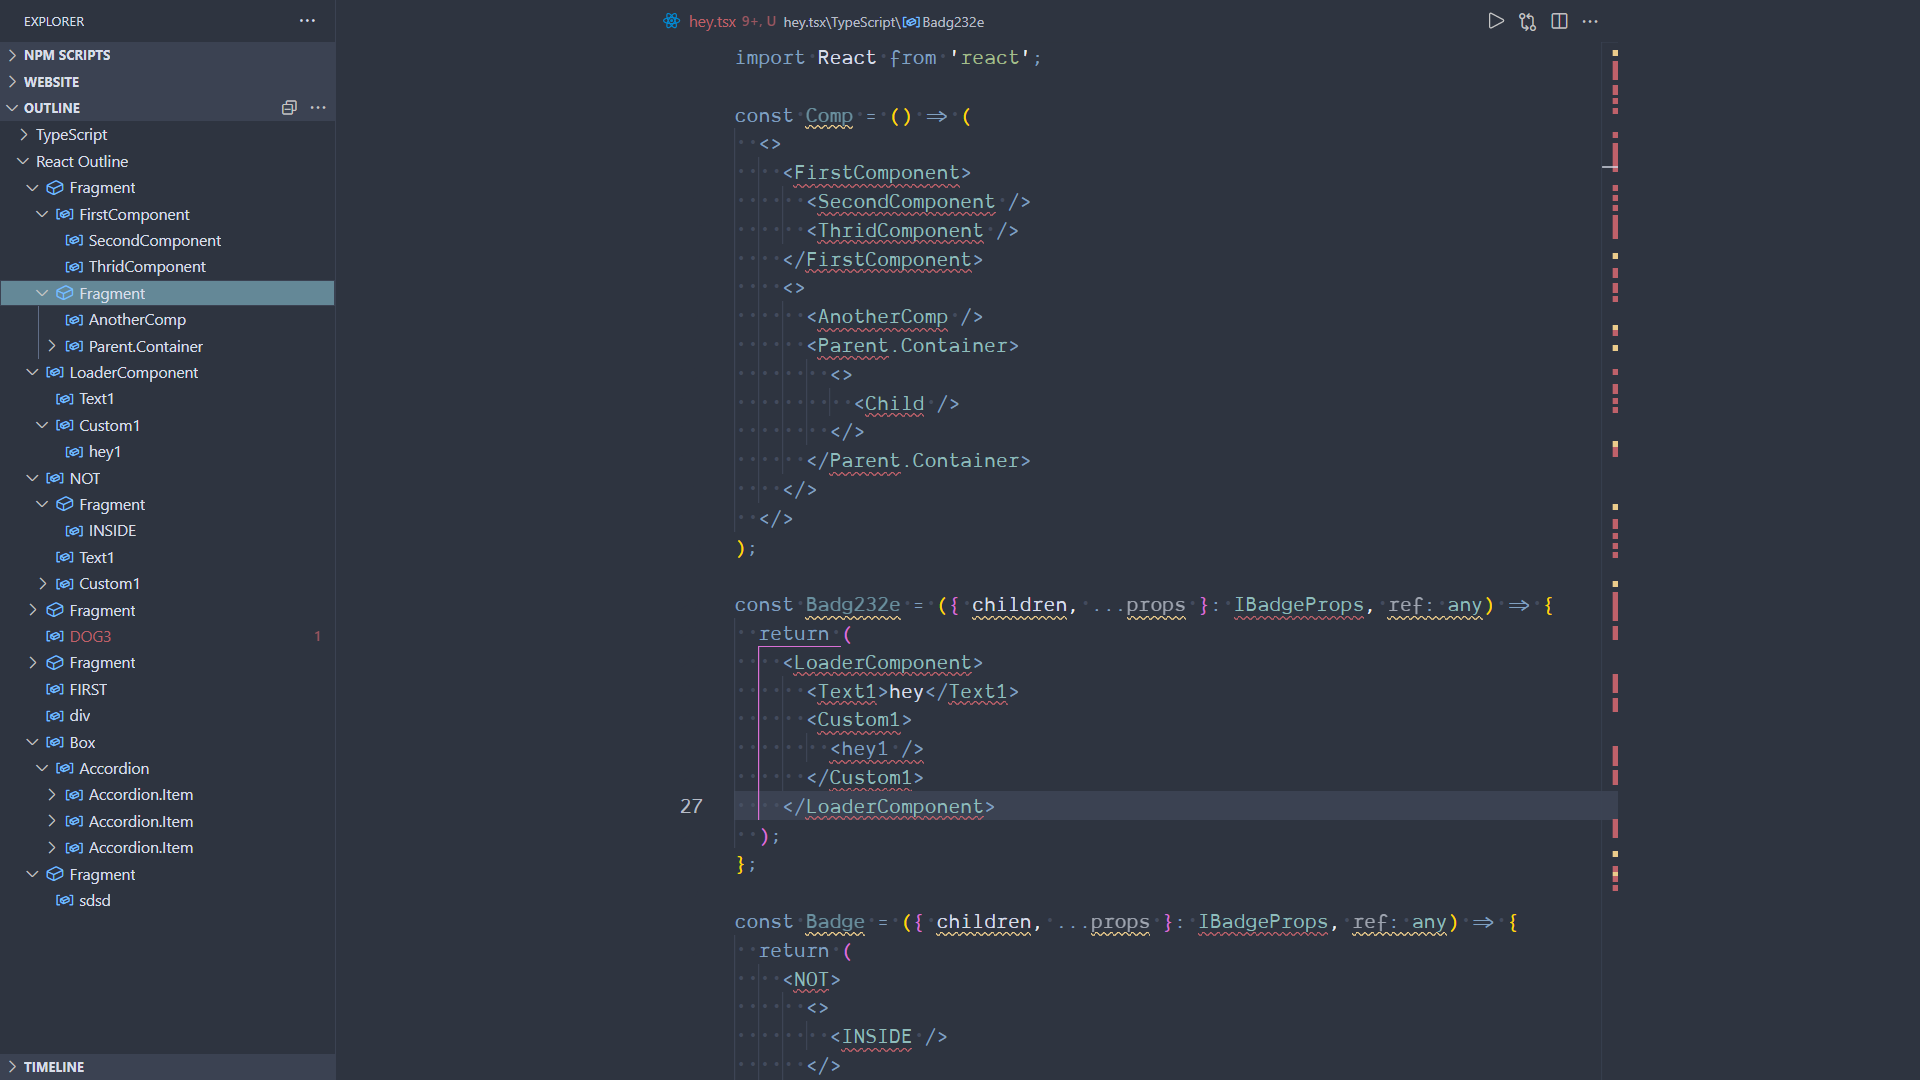 EXPLORER
NPM SCRIPTS
WEBSITE
OUTLINE
TypeScript
React Outline
Fragment
FirstComponent
SecondComponent
ThridComponent
Fragment
AnotherComp
Parent.Container
LoaderComponent
Text1
Custom1
hey1
NOT
Fragment
INSIDE
Text1
Custom1
Fragment
DOG3 1
Fragment
FIRST
div
Box
Accordion
Accordion.Item
Accordion.Item
Accordion.Item
Fragment
sdsd
TIMELINE
hey.tsx 9+, U hey.tsx\TypeScript\Badg232e
import React from 'react';
const Comp = () => (
<>
<FirstComponent>
<SecondComponent />
<ThridComponent />
</FirstComponent>
<>
<AnotherComp />
<Parent.Container>
<>
<Child />
</>
</Parent.Container>
</>
</>
);
const Badg232e = ({ children, ...props }: IBadgeProps, ref: any) => {
return (
<LoaderComponent>
<Text1>hey</Text1>
<Custom1>
<hey1 />
</Custom1>
27 </LoaderComponent>
);
};
const Badge = ({ children, ...props }: IBadgeProps, ref: any) => {
return (
<NOT>
<>
<INSIDE />
</>